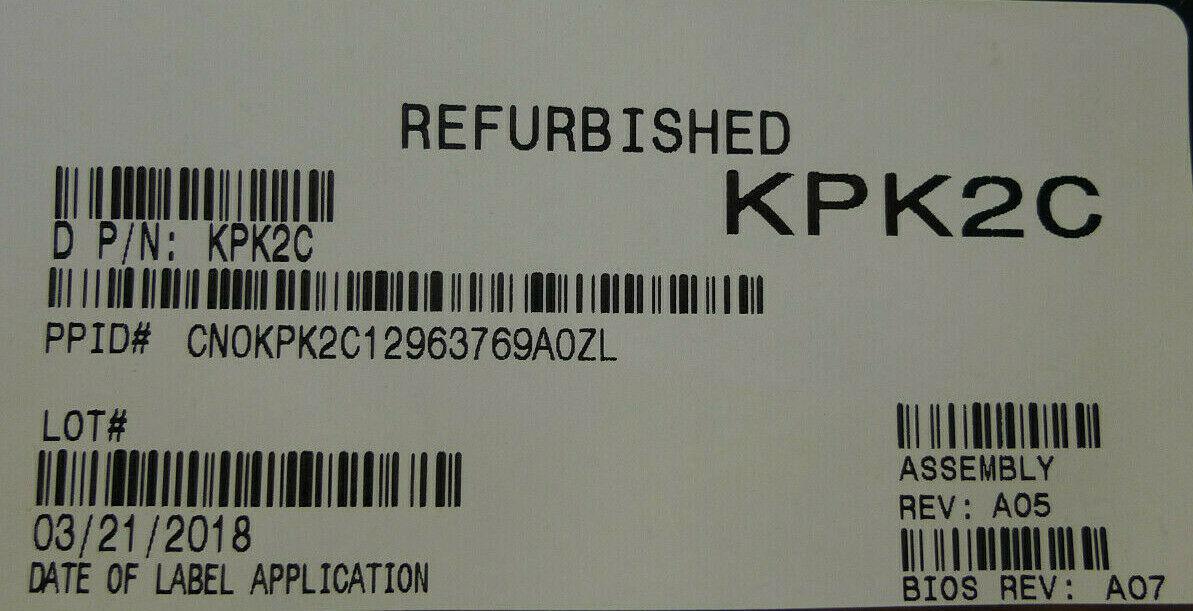 REFURBISHED
KPK2C
D P/N: KPK2C
PPID# CN0KPK2C12963769A0ZL
LOT#
03/21/2018
DATE OF LABEL APPLICATION
ASSEMBLY
REV: A05
BIOS REV: A07